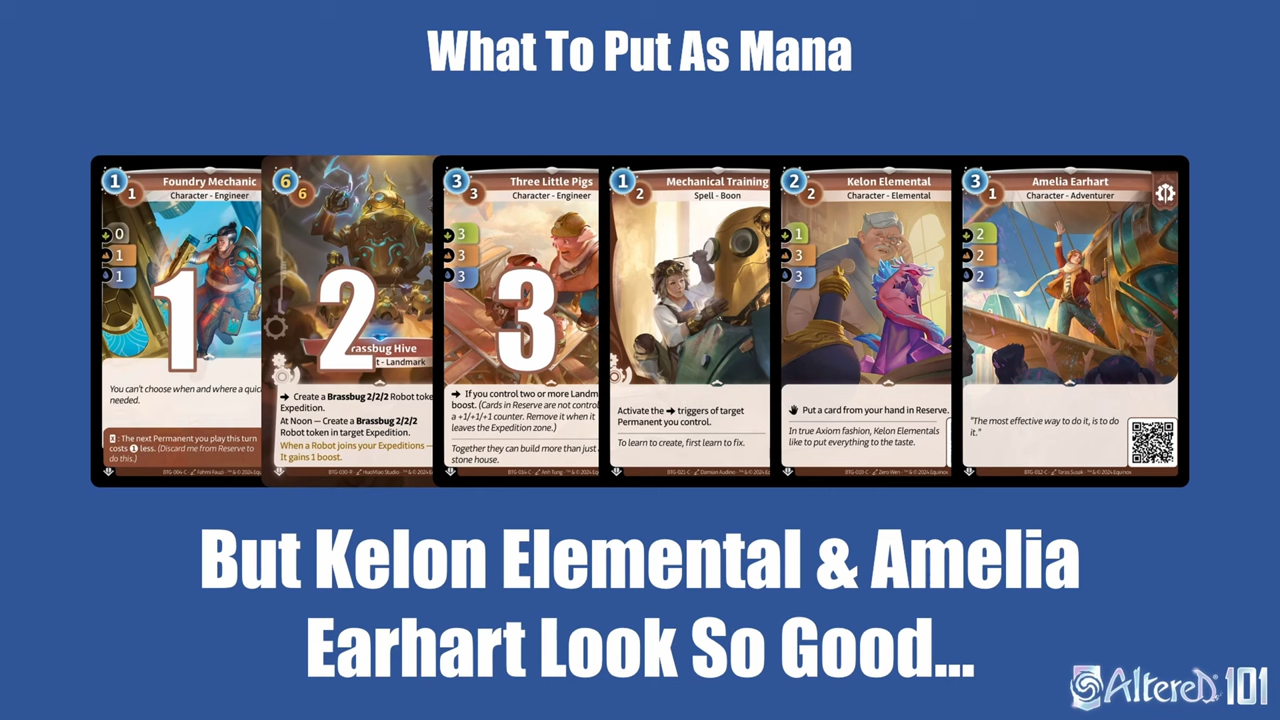 What To Put As Mana
1
1
Foundry Mechanic
Character - Engineer
0
1
1
1
You can't choose when and where a quic
needed.
: The next Permanent you play this turn
costs 1 less. (Discard me from Reserve to
do this.)
6
6
2
rassbug Hive
t - Landmark
Create a Brassbug 2/2/2 Robot toke
Expedition.
At Noon — Create a Brassbug 2/2/2
Robot token in target Expedition.
When a Robot joins your Expeditions —
It gains 1 boost.
3
3
Three Little Pigs
Character - Engineer
3
3
3
3
If you control two or more Landm
boost. (Cards in Reserve are not control
a +1/+1/+1 counter. Remove it when it
leaves the Expedition zone.)
Together they can build more than just
stone house.
1
2
Mechanical Training
Spell - Boon
Activate the triggers of target
Permanent you control.
To learn to create, first learn to fix.
2
2
Kelon Elemental
Character - Elemental
1
3
3
Put a card from your hand in Reserve.
In true Axiom fashion, Kelon Elementals
like to put everything to the taste.
3
1
Amelia Earhart
Character - Adventurer
2
2
2
"The most effective way to do it, is to do
it."
But Kelon Elemental & Amelia
Earhart Look So Good...
AltereD 101